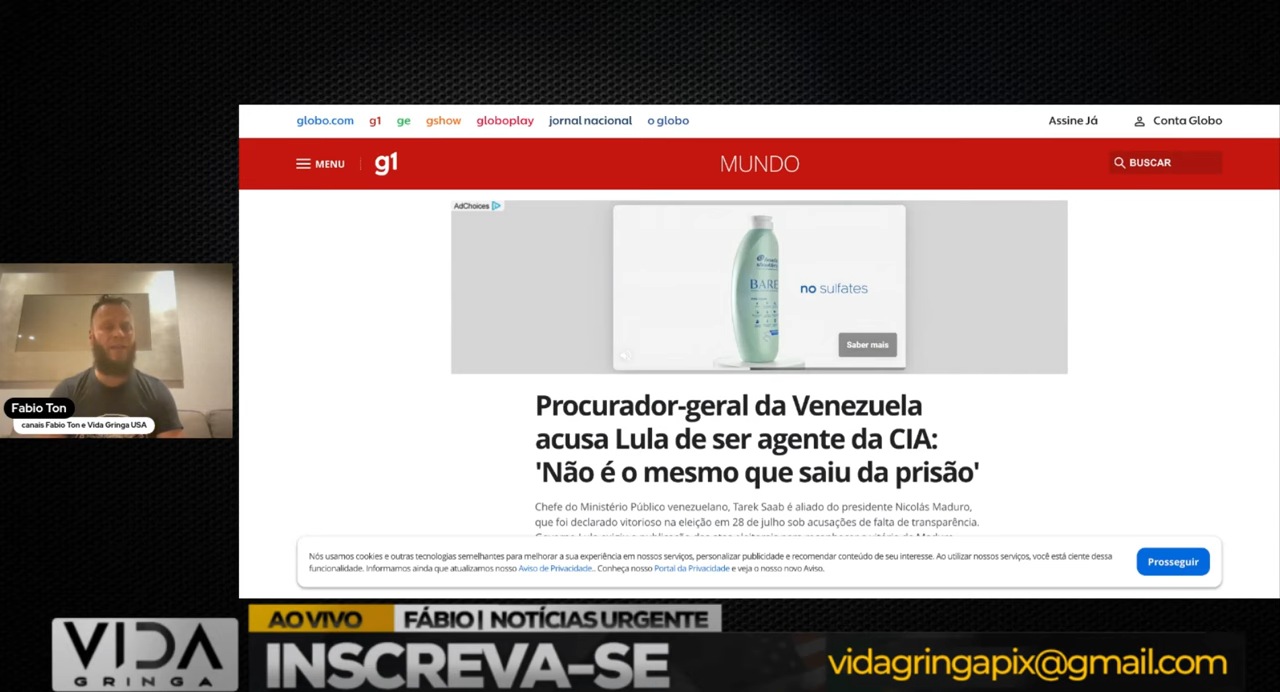 globo.com g1 ge gshow globoplay jornal nacional o globo Assine Já Conta Globo
MENU g1 MUNDO BUSCAR
AdChoices
BARE
no sulfates
Saber mais
Procurador-geral da Venezuela
acusa Lula de ser agente da CIA:
'Não é o mesmo que saiu da prisão'
Chefe do Ministério Público venezuelano, Tarek Saab é aliado do presidente Nicolás Maduro,
que foi declarado vitorioso na eleição em 28 de julho sob acusações de falta de transparência.
Fabio Ton
canais Fabio Ton e Vida Gringa USA
Nós usamos cookies e outras tecnologias semelhantes para melhorar a sua experiência em nossos serviços, personalizar publicidade e recomendar conteúdo de seu interesse. Ao utilizar nossos serviços, você está ciente dessa
funcionalidade. Informamos ainda que atualizamos nosso Aviso de Privacidade.. Conheça nosso Portal da Privacidade e veja o nosso novo Aviso.
Prosseguir
AO VIVO FÁBIO | NOTÍCIAS URGENTE
VIDA
GRINGA
INSCREVA-SE
vidagringapix@gmail.com